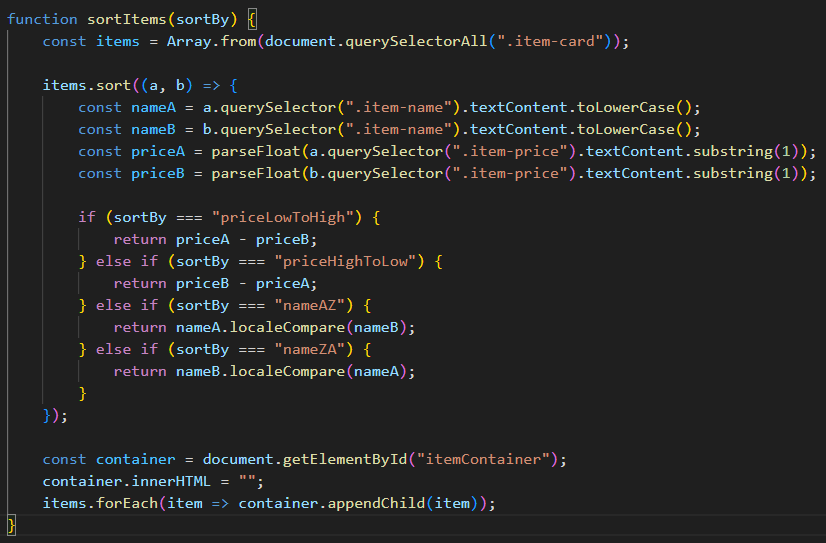 function sortItems(sortBy) {
    const items = Array.from(document.querySelectorAll(".item-card"));

    items.sort((a, b) => {
        const nameA = a.querySelector(".item-name").textContent.toLowerCase();
        const nameB = b.querySelector(".item-name").textContent.toLowerCase();
        const priceA = parseFloat(a.querySelector(".item-price").textContent.substring(1));
        const priceB = parseFloat(b.querySelector(".item-price").textContent.substring(1));

        if (sortBy === "priceLowToHigh") {
            return priceA - priceB;
        } else if (sortBy === "priceHighToLow") {
            return priceB - priceA;
        } else if (sortBy === "nameAZ") {
            return nameA.localeCompare(nameB);
        } else if (sortBy === "nameZA") {
            return nameB.localeCompare(nameA);
        }
    });

    const container = document.getElementById("itemContainer");
    container.innerHTML = "";
    items.forEach(item => container.appendChild(item));
}